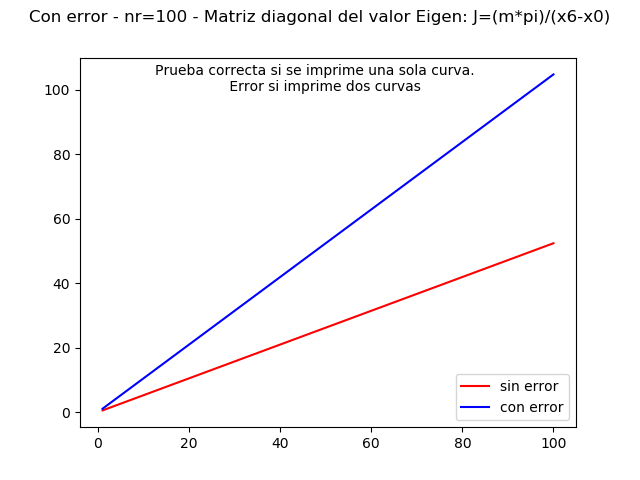 Con error - nr=100 - Matriz diagonal del valor Eigen: J=(m*pi)/(x6-x0)
Prueba correcta si se imprime una sola curva.
Error si imprime dos curvas
100
80
60
40
20
0
sin error
con error
0
20
40
60
80
100